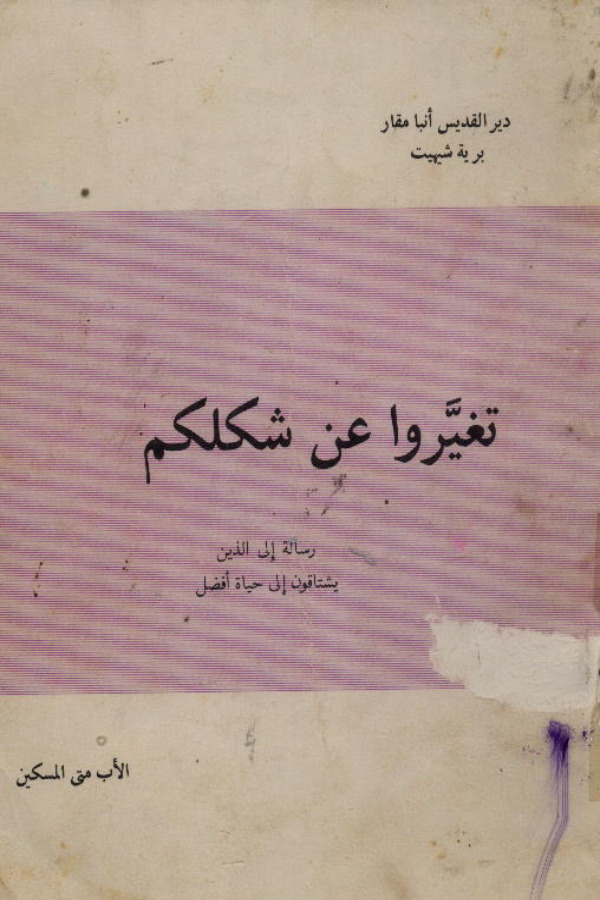 دير القديس أنبا مقار
برية شيهيت
تغيَّروا عن شكلكم
رسالة إلى الذين
يشتاقون إلى حياة أفضل
الأب متى المسكين